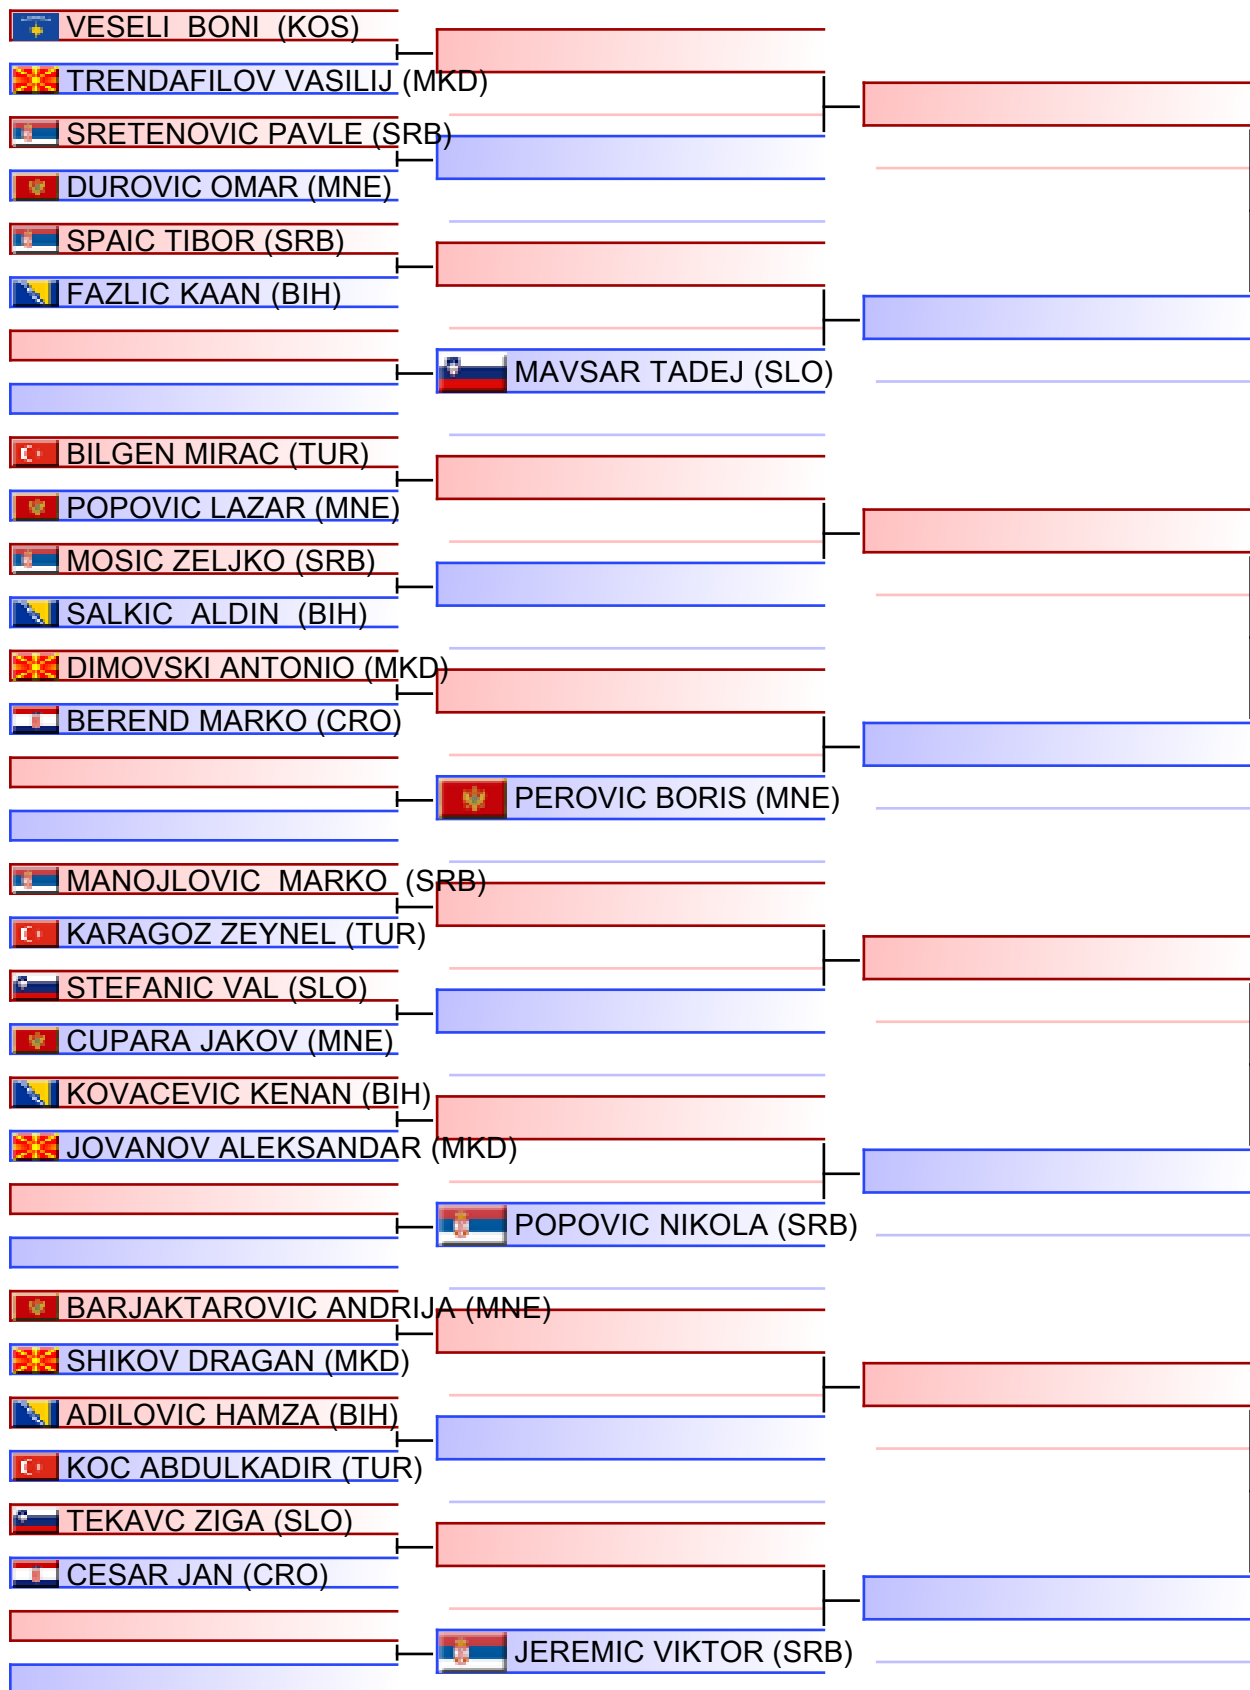 VESELI  BONI  (KOS)
TRENDAFILOV VASILIJ (MKD)
SRETENOVIC PAVLE (SRB)
DUROVIC OMAR (MNE)
SPAIC TIBOR (SRB)
FAZLIC KAAN (BIH)
MAVSAR TADEJ (SLO)
BILGEN MIRAC (TUR)
POPOVIC LAZAR (MNE)
MOSIC ZELJKO (SRB)
SALKIC  ALDIN  (BIH)
DIMOVSKI ANTONIO (MKD)
BEREND MARKO (CRO)
PEROVIC BORIS (MNE)
MANOJLOVIC  MARKO  (SRB)
KARAGOZ ZEYNEL (TUR)
STEFANIC VAL (SLO)
CUPARA JAKOV (MNE)
KOVACEVIC KENAN (BIH)
JOVANOV ALEKSANDAR (MKD)
POPOVIC NIKOLA (SRB)
BARJAKTAROVIC ANDRIJA (MNE)
SHIKOV DRAGAN (MKD)
ADILOVIC HAMZA (BIH)
KOC ABDULKADIR (TUR)
TEKAVC ZIGA (SLO)
CESAR JAN (CRO)
JEREMIC VIKTOR (SRB)